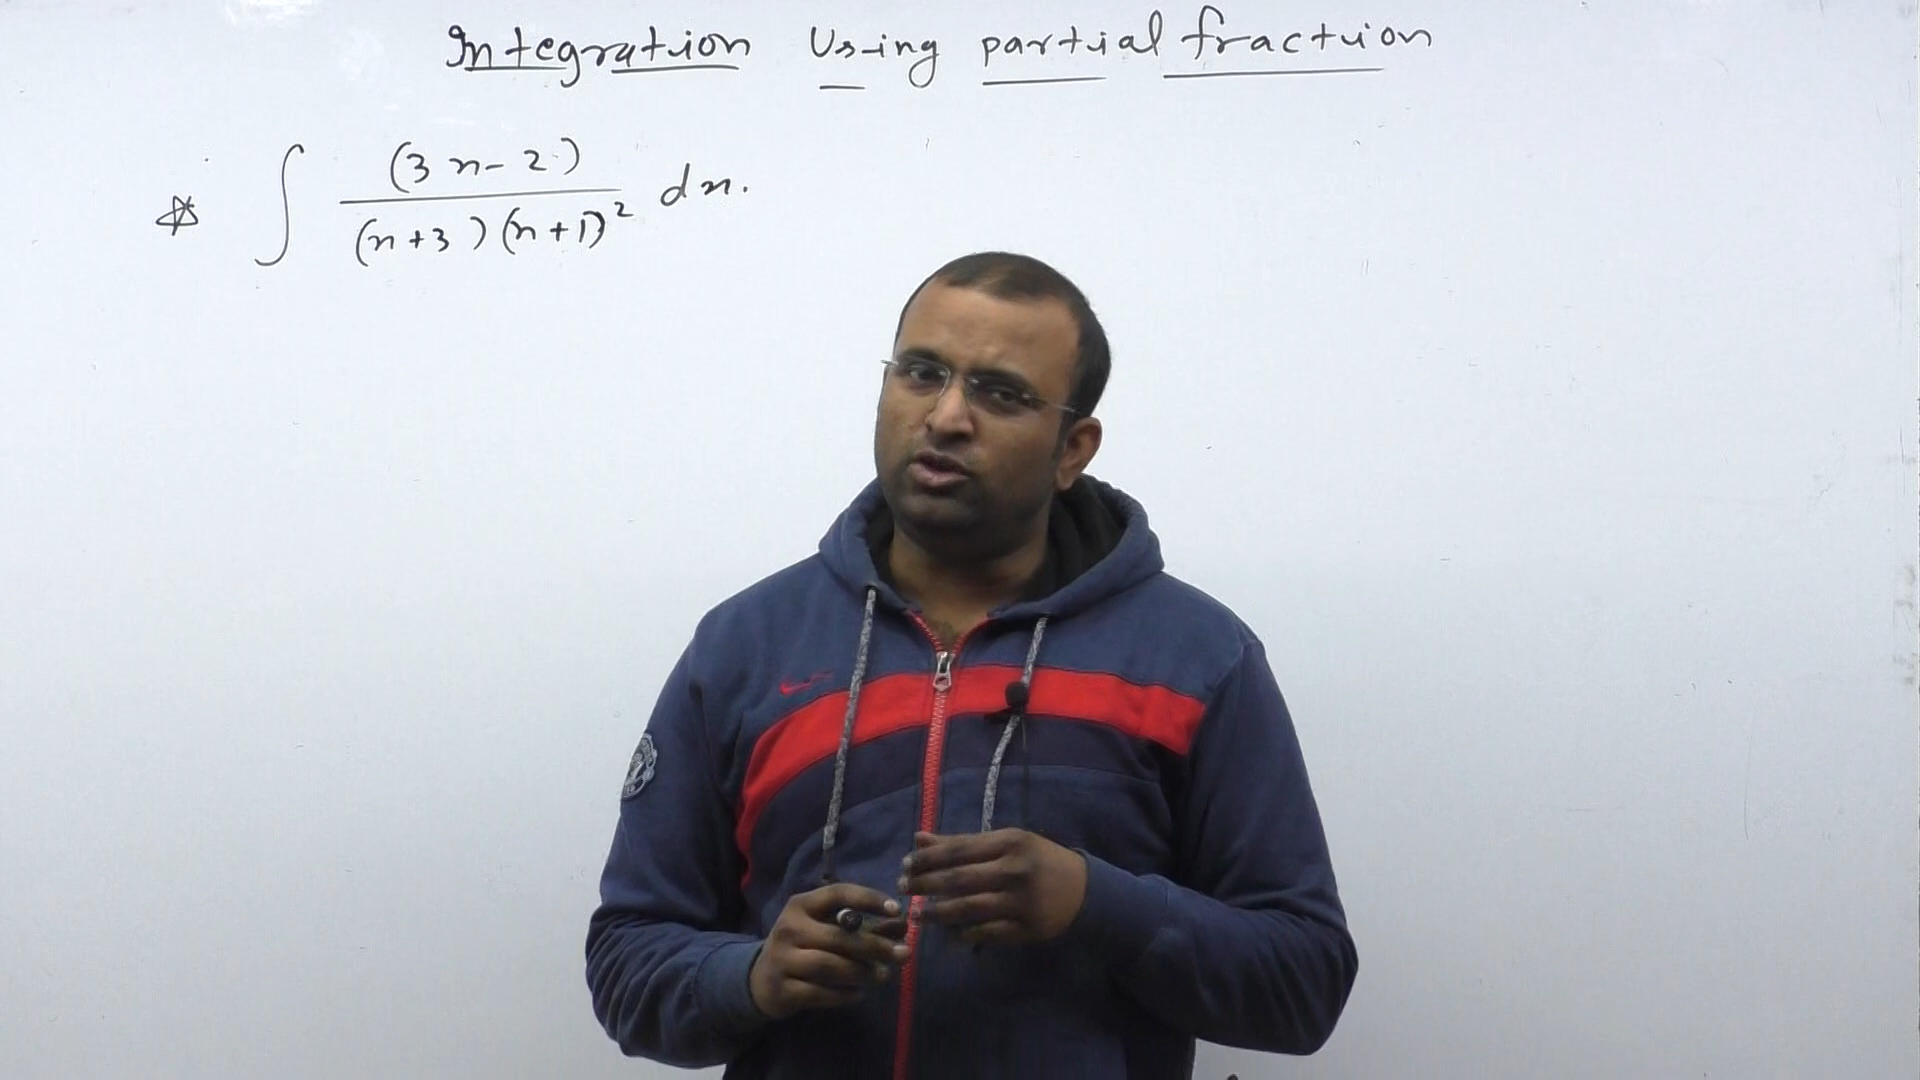 Integration Using partial fraction
☆ ∫ (3x-2) / (x+3)(x+1)² dx.